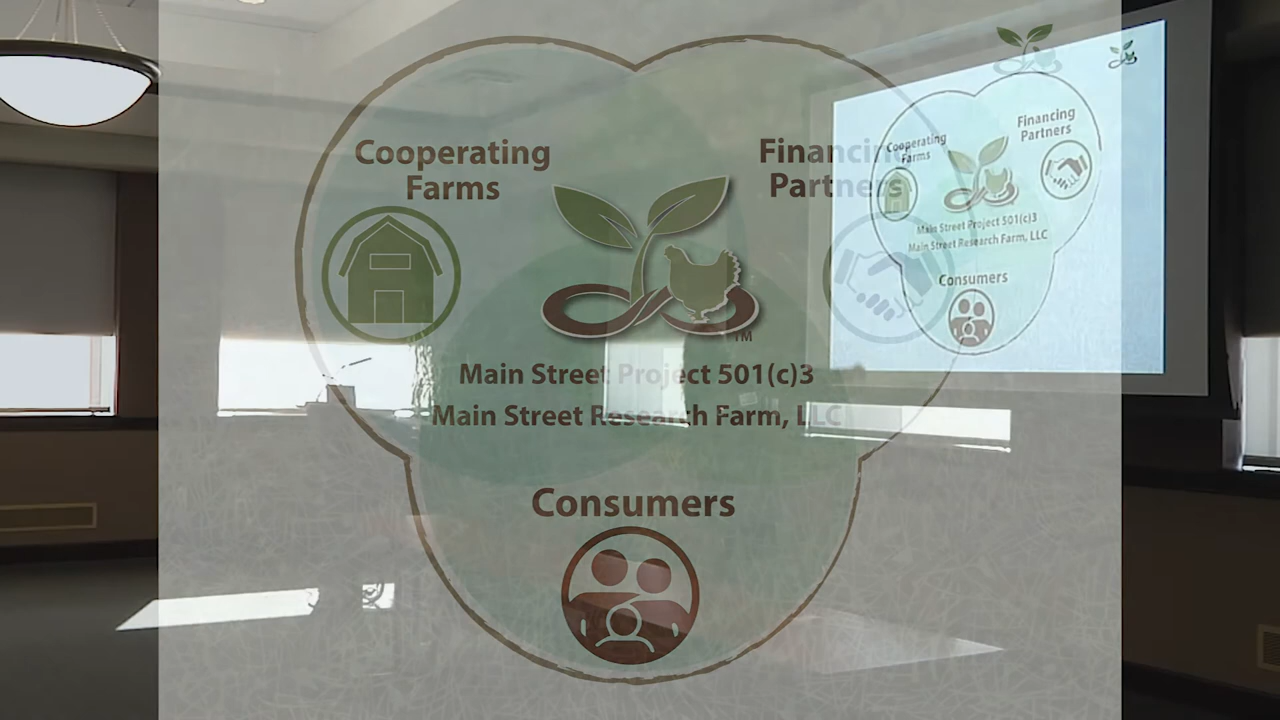 Cooperating
Farms
Financing
Partners
TM
Main Street Project 501(c)3
Main Street Research Farm, LLC
Consumers
Cooperating
Farms
Financing
Partners
Main Street Project 501(c)3
Main Street Research Farm, LLC
Consumers